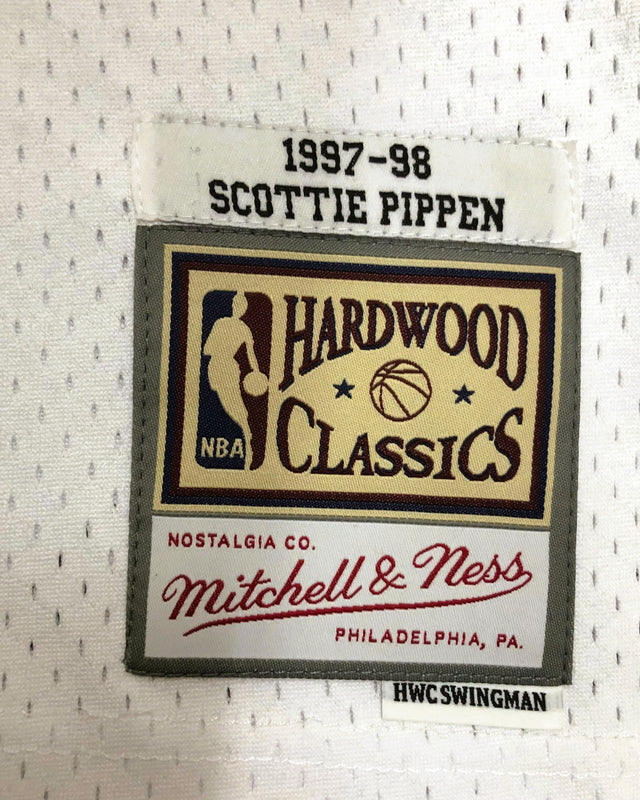 1997-98
SCOTTIE PIPPEN
HARDWOOD
CLASSICS
NBA
NOSTALGIA CO.
Mitchell & Ness
PHILADELPHIA, PA.
HWC SWINGMAN